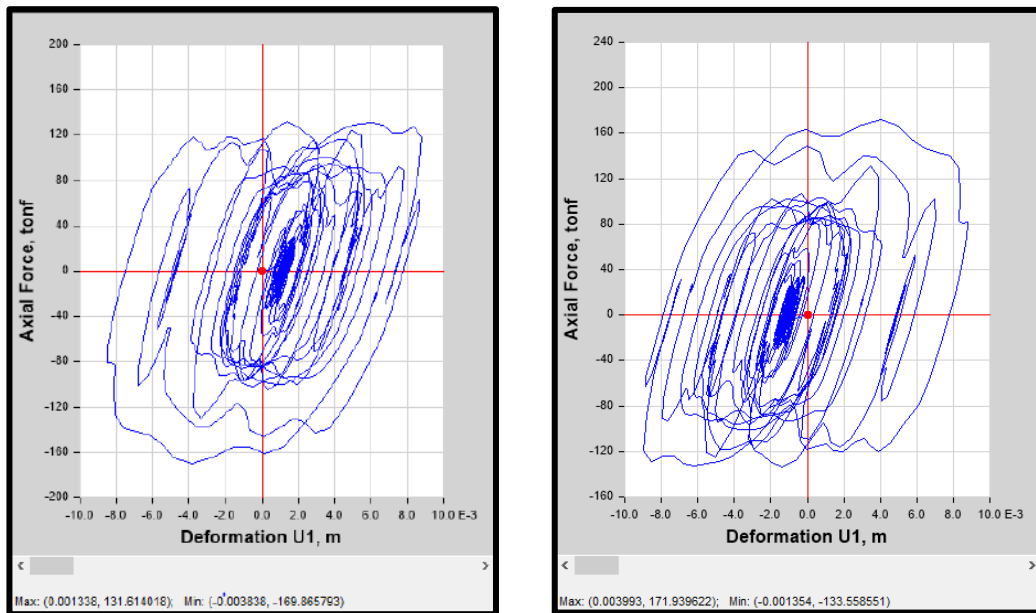 200
160
120
80
40
0
-40
-80
-120
-160
-200
Axial Force, tonf
-10.0 -8.0 -6.0 -4.0 -2.0 0.0 2.0 4.0 6.0 8.0 10.0 E-3
Deformation U1, m
Max: (0.001338, 131.614018); Min: (-0.003838, -169.865793)
240
200
160
120
80
40
0
-40
-80
-120
-160
Axial Force, tonf
-10.0 -8.0 -6.0 -4.0 -2.0 0.0 2.0 4.0 6.0 8.0 10.0 E-3
Deformation U1, m
Max: (0.003993, 171.939622); Min: (-0.001354, -133.558551)